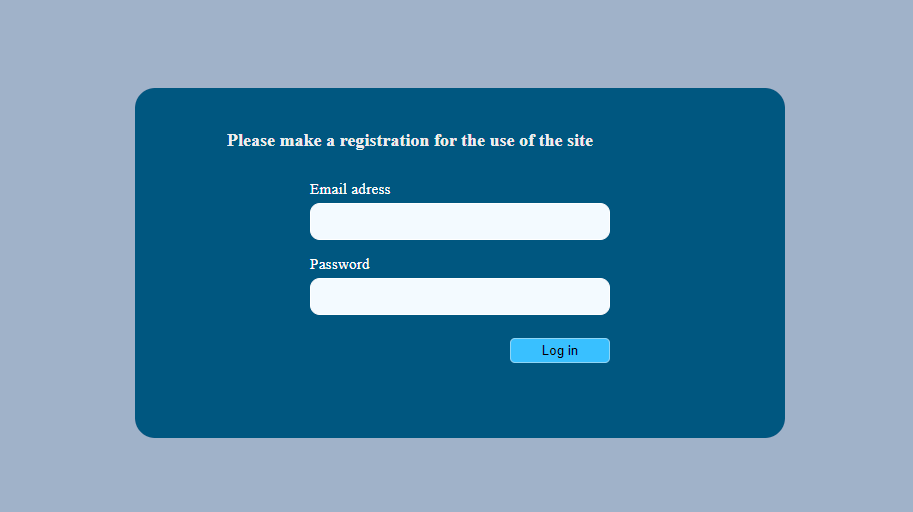 Please make a registration for the use of the site
Email adress
Password
Log in